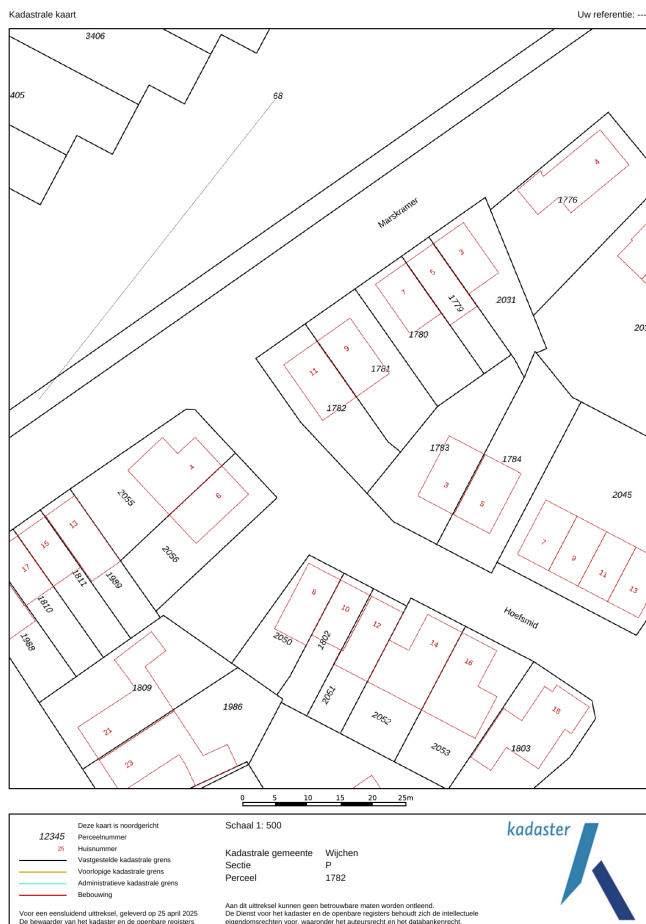 Kadastrale kaart
Uw referentie: ---
3406
405
68
Marskramer
4
1776
3
5
7
1779
2031
1780
9
11
1781
1782
203
1783
1784
3
5
2045
4
6
2055
2056
13
15
17
1989
1811
1810
1988
7
9
11
13
Hoefsmid
8
10
12
14
16
18
2050
1802
2051
2052
2053
1803
1809
1986
21
23
0 5 10 15 20 25m
Deze kaart is noordgericht
12345 Perceelnummer
25 Huisnummer
Vastgestelde kadastrale grens
Voorlopige kadastrale grens
Administratieve kadastrale grens
Bebouwing
Voor een eensluidend uittreksel, geleverd op 25 april 2025
De bewaarder van het kadaster en de openbare registers
Schaal 1: 500
Kadastrale gemeente Wijchen
Sectie P
Perceel 1782
Aan dit uittreksel kunnen geen betrouwbare maten worden ontleend.
De Dienst voor het kadaster en de openbare registers behoudt zich de intellectuele
eigendomsrechten voor, waaronder het auteursrecht en het databankenrecht.
kadaster